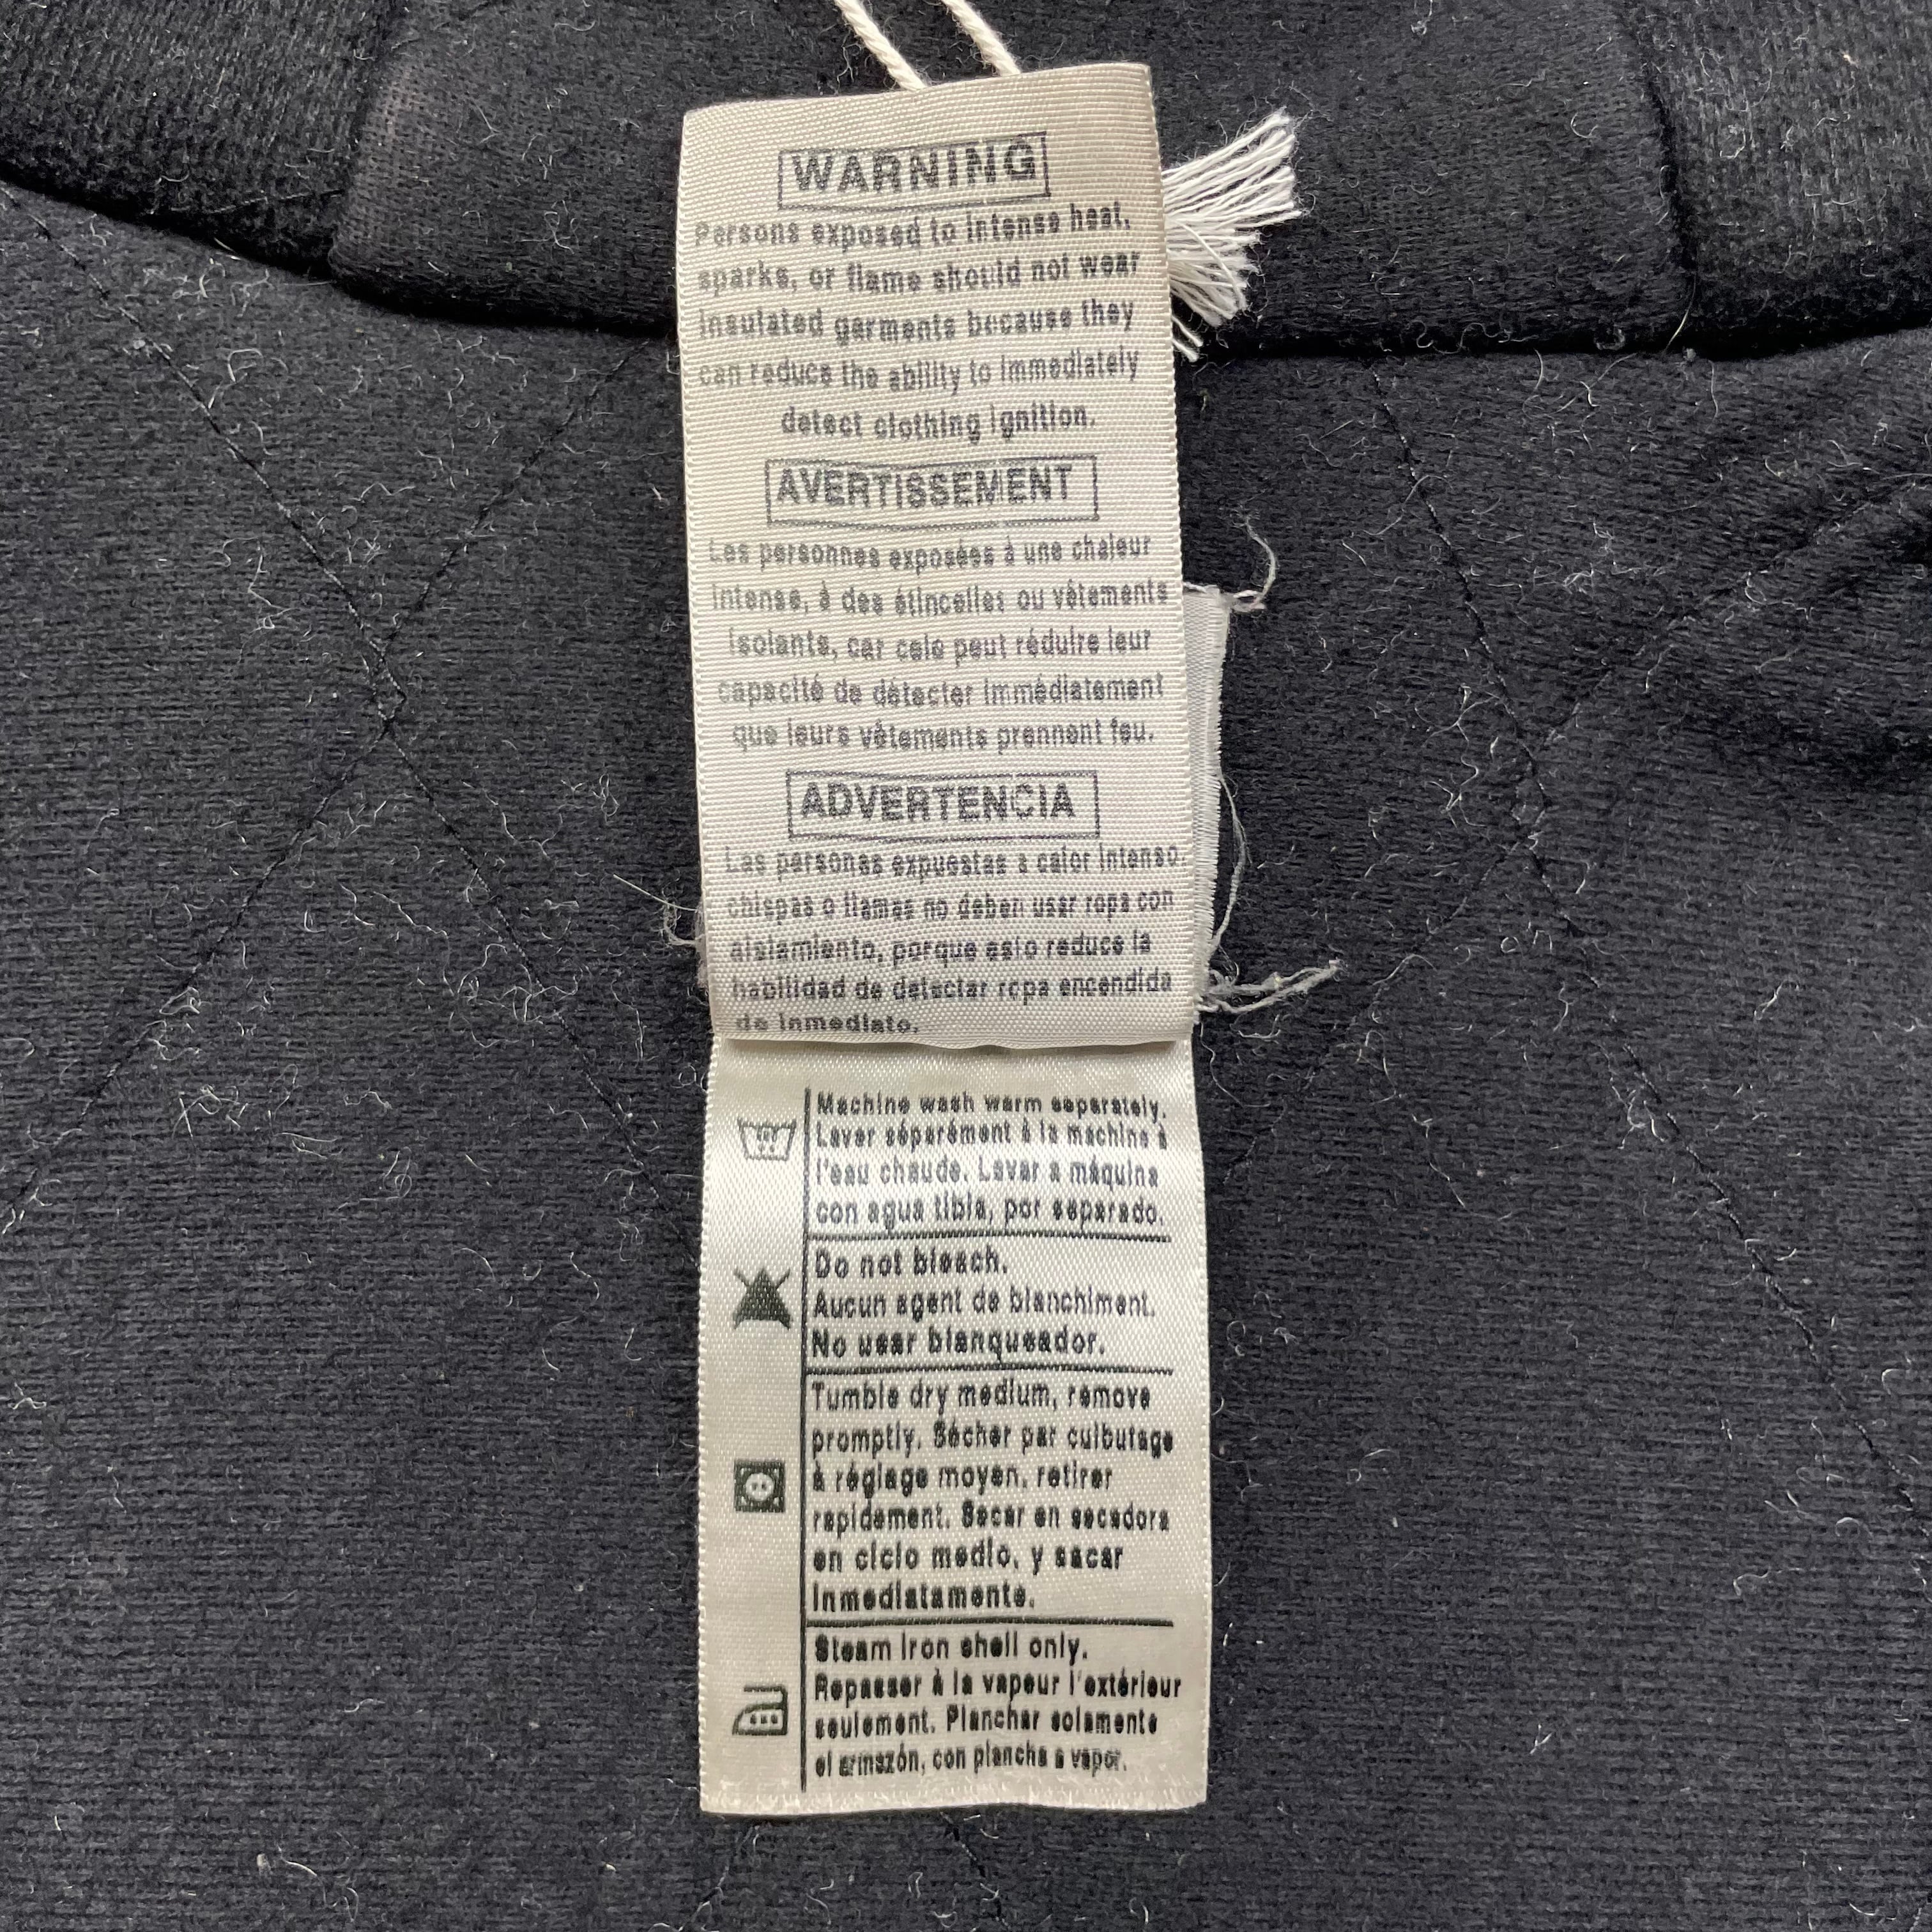 WARNING
Persons exposed to intense heat,
sparks, or flame should not wear
insulated garments because they
can reduce the ability to immediately
detect clothing ignition.
AVERTISSEMENT
Les personnes exposées à une chaleur
intense, à des étincelles ou vêtements
isolants, car cele peut réduire leur
capacité de détecter immédiatement
que leurs vêtements prennent feu.
ADVERTENCIA
Las personas expuestas a calor intenso,
chispas o llamas no deben usar ropa con
aislamiento, porque esto reduce la
habilidad de detectar ropa encendida
de inmediato.
Machine wash warm separately.
Laver séparément à la machine à
l'eau chaude. Lavar a máquina
con agua tibia, por separado.
Do not bleach.
Aucun agent de blanchiment.
No usar blanqueador.
Tumble dry medium, remove
promptly. Sécher par culbutage
à réglage moyen, retirer
rapidement. Secar en secadora
en ciclo medio, y sacar
inmediatamente.
Steam iron shell only.
Repasser à la vapeur l'extérieur
seulement. Planchar solamente
el armazón, con plancha a vapor.